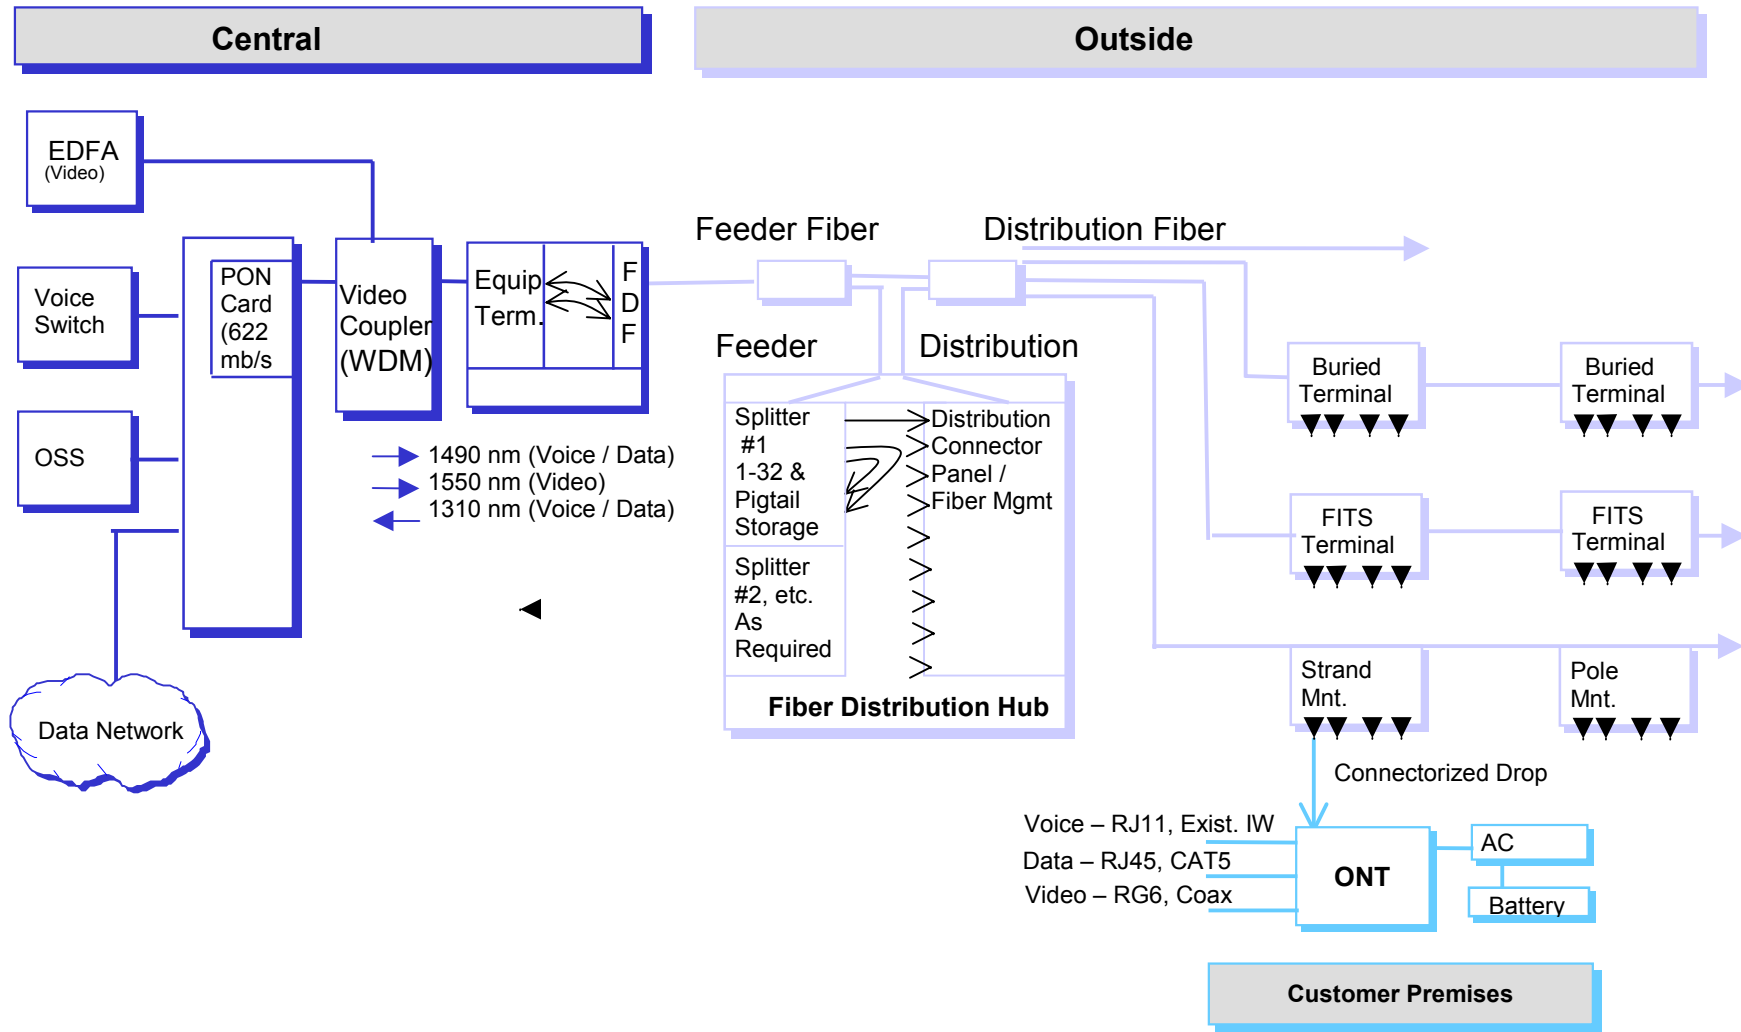 Central
Outside
EDFA
(Video)
Voice
Switch
OSS
Data Network
PON
Card
(622
mb/s
Video
Coupler
(WDM)
Equip
Term.
F
D
F
1490 nm (Voice / Data)
1550 nm (Video)
1310 nm (Voice / Data)
Feeder Fiber
Distribution Fiber
Feeder
Distribution
Splitter
#1
1-32 &
Pigtail
Storage
Splitter
#2, etc.
As
Required
Distribution
Connector
Panel /
Fiber Mgmt
Fiber Distribution Hub
Buried
Terminal
Buried
Terminal
FITS
Terminal
FITS
Terminal
Strand
Mnt.
Pole
Mnt.
Connectorized Drop
Voice – RJ11, Exist. IW
Data – RJ45, CAT5
Video – RG6, Coax
ONT
AC
Battery
Customer Premises